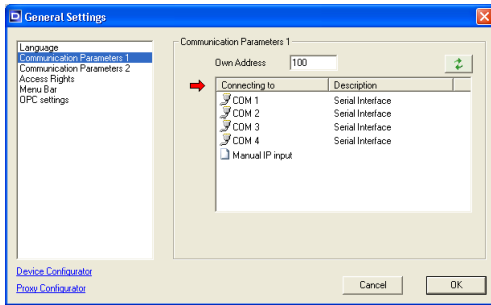 General Settings
Language
Communication Parameters 1
Communication Parameters 2
Access Rights
Menu Bar
OPC settings
Device Configurator
Proxy Configurator
Communication Parameters 1
Own Address 100
Connecting to Description
COM 1 Serial Interface
COM 2 Serial Interface
COM 3 Serial Interface
COM 4 Serial Interface
Manual IP input
Cancel OK